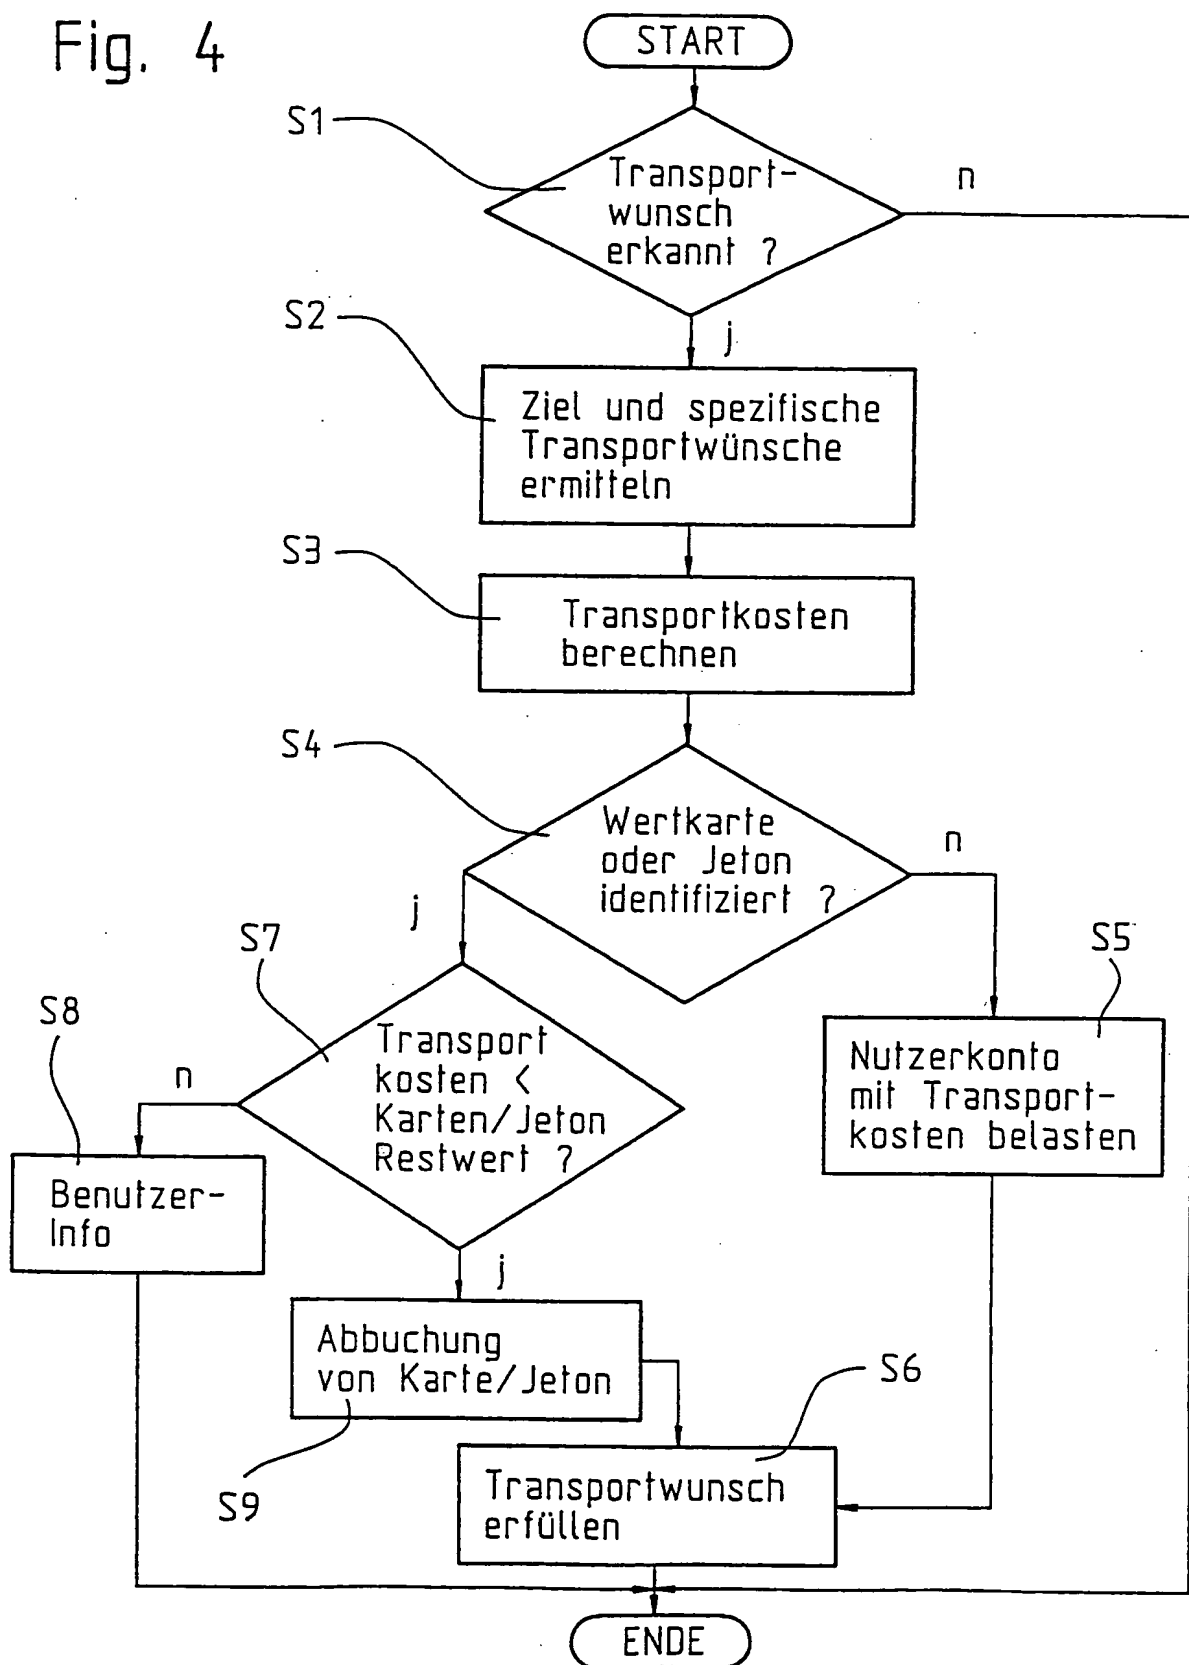 Fig. 4
START
S1
Transport-
wunsch
erkannt ?
n
j
S2
Ziel und spezifische
Transportwünsche
ermitteln
S3
Transportkosten
berechnen
S4
Wertkarte
oder Jeton
identifiziert ?
n
j
S5
Nutzerkonto
mit Transport-
kosten belasten
S7
Transport
kosten <
Karten/Jeton
Restwert ?
n
j
S8
Benutzer-
Info
Abbuchung
von Karte/Jeton
S9
S6
Transportwunsch
erfüllen
ENDE